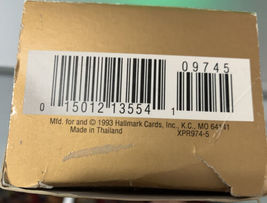 09745
0 15012 13554 1
Mfd. for and © 1993 Hallmark Cards, Inc., K.C., MO 64141
Made in Thailand XPR974-5